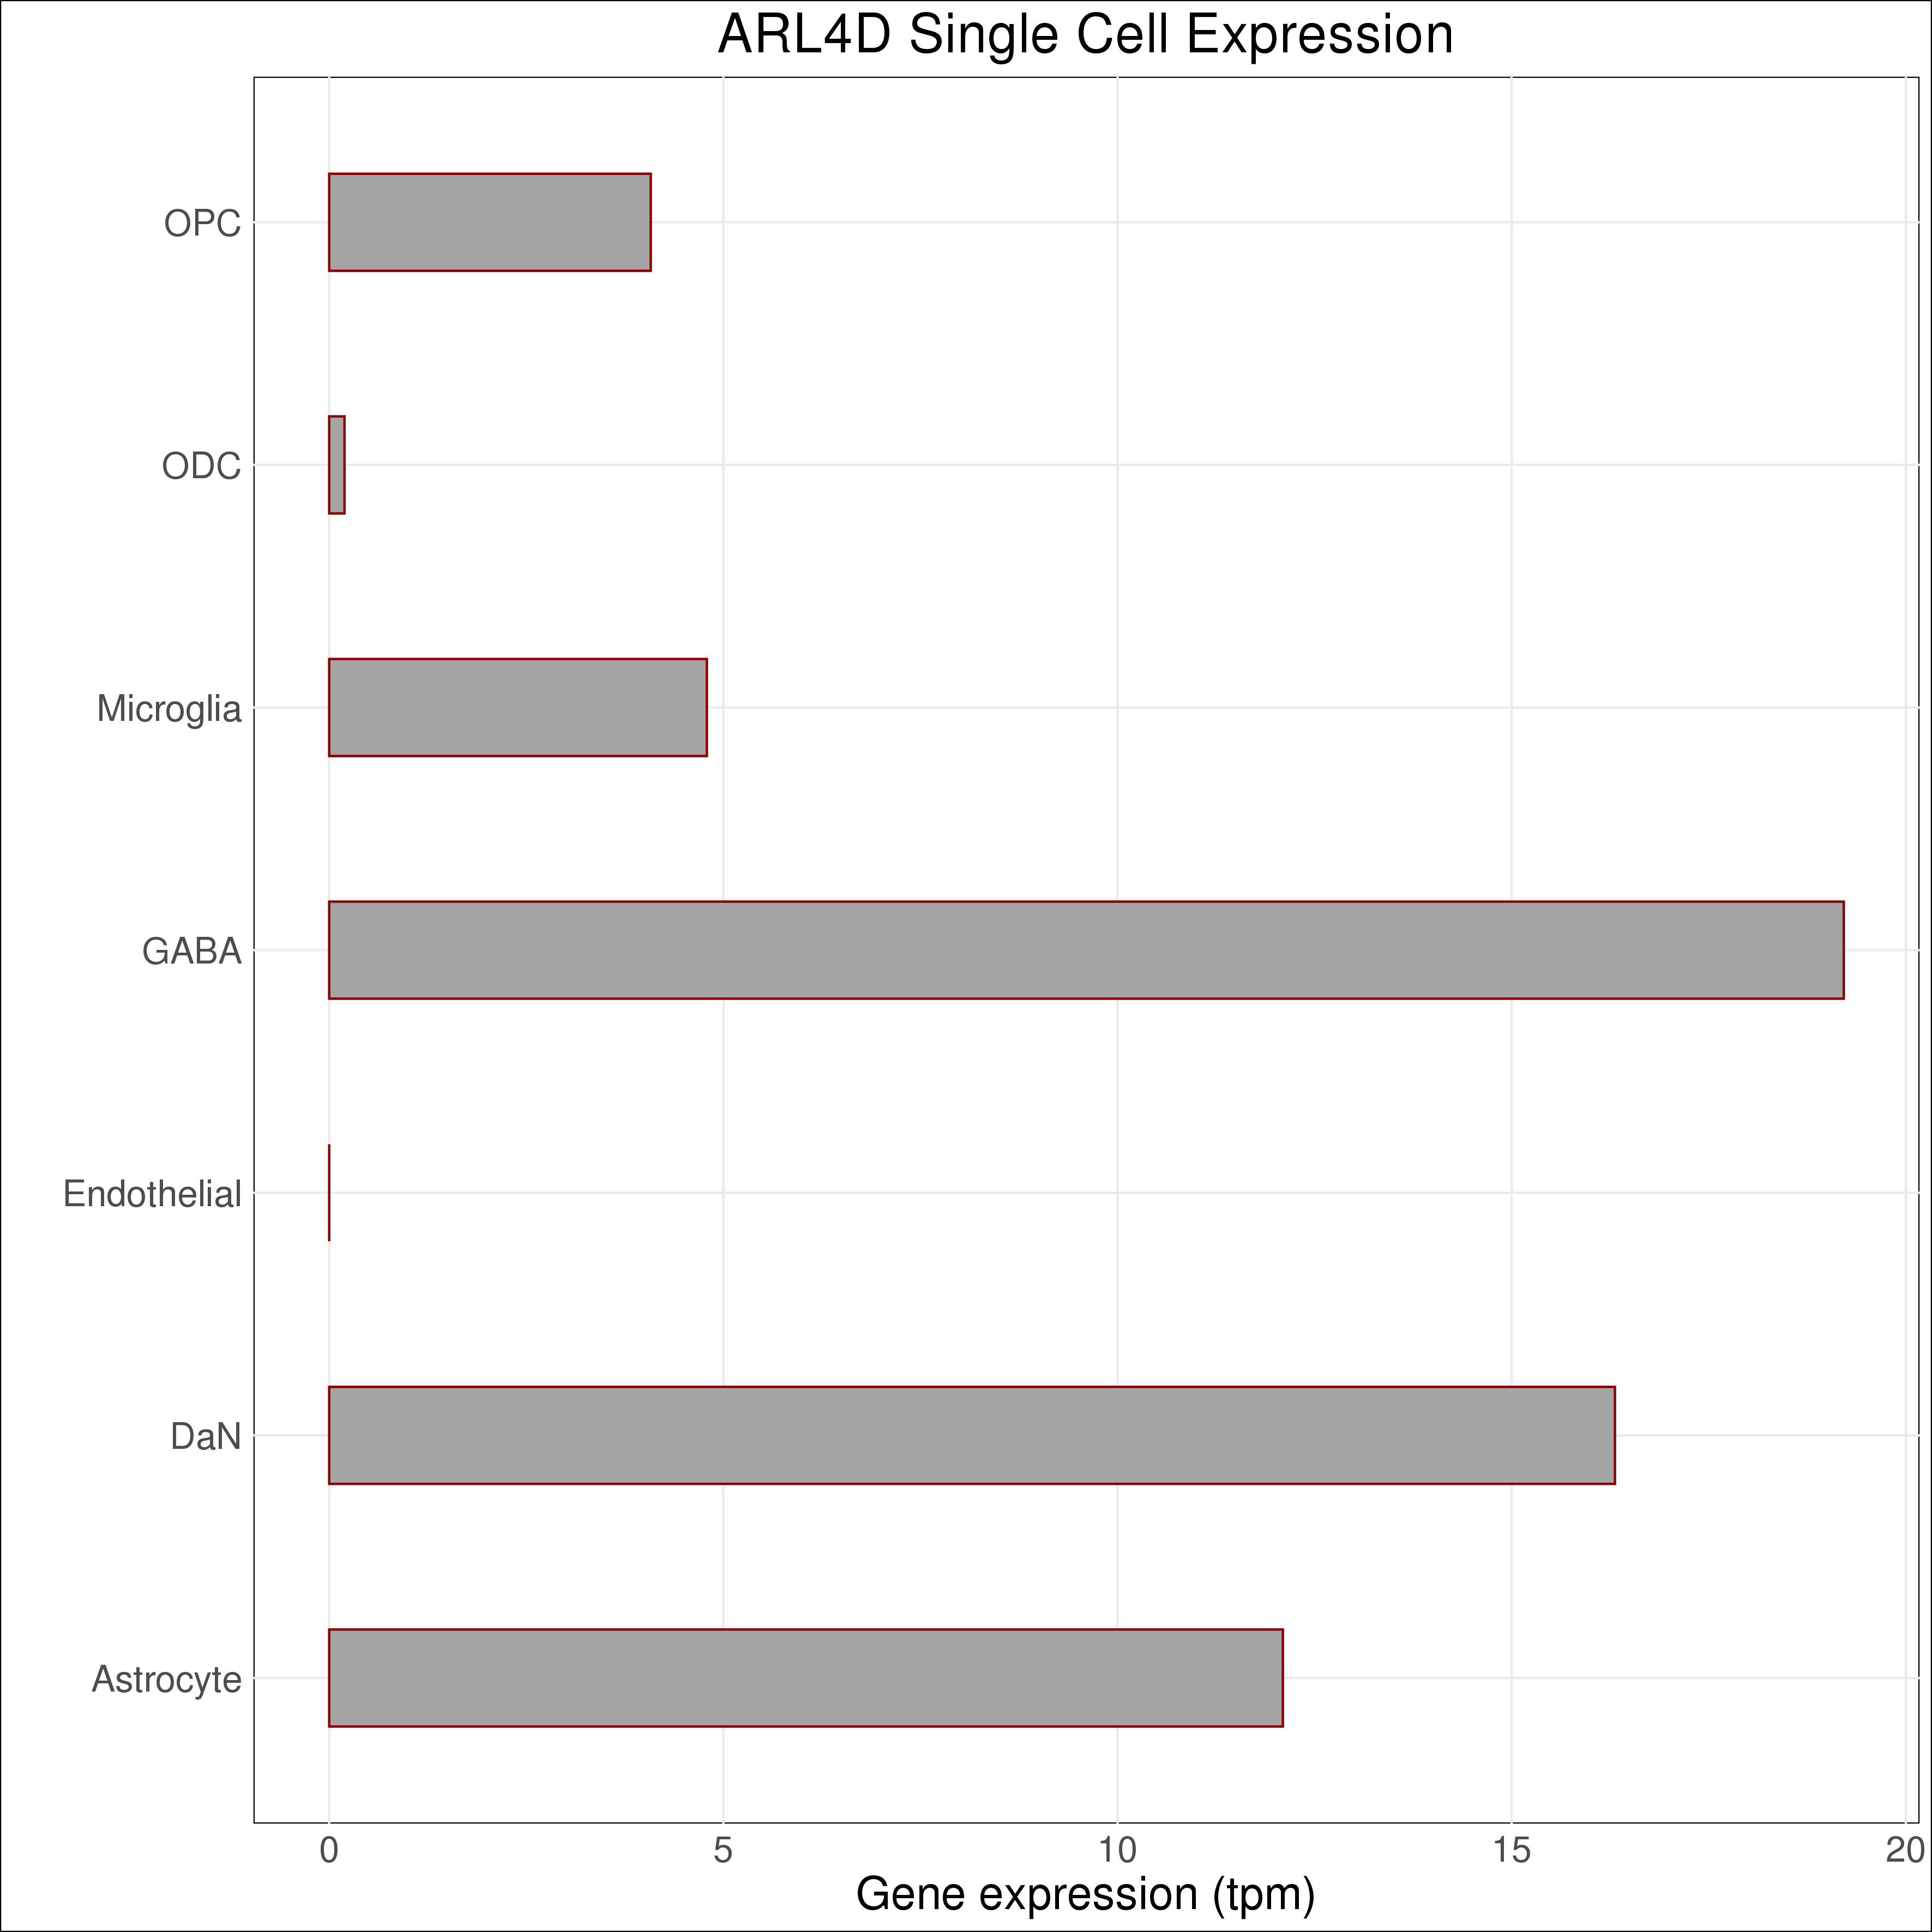 ARL4D Single Cell Expression
OPC
ODC
Microglia
GABA
Endothelial
DaN
Astrocyte
0 5 10 15 20
Gene expression (tpm)